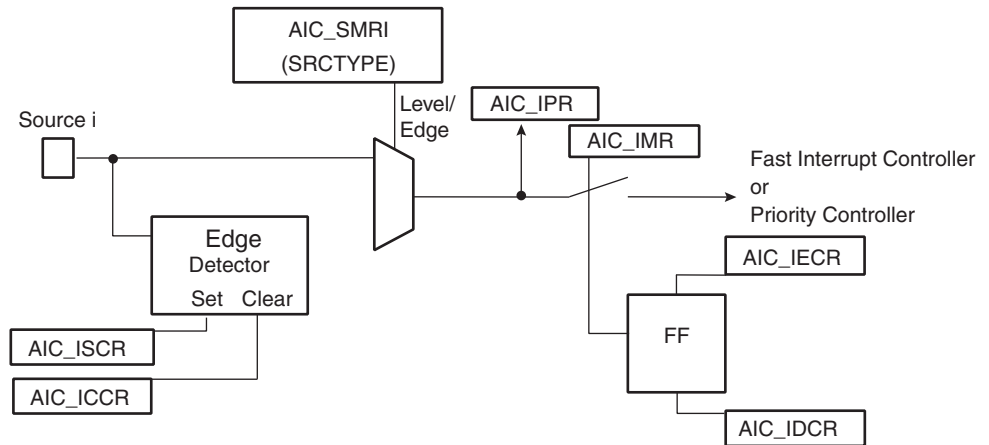 AIC_SMRI
(SRCTYPE)
Source i
Level/
Edge
AIC_IPR
AIC_IMR
Fast Interrupt Controller
or
Priority Controller
Edge
Detector
Set Clear
AIC_IECR
FF
AIC_ISCR
AIC_ICCR
AIC_IDCR